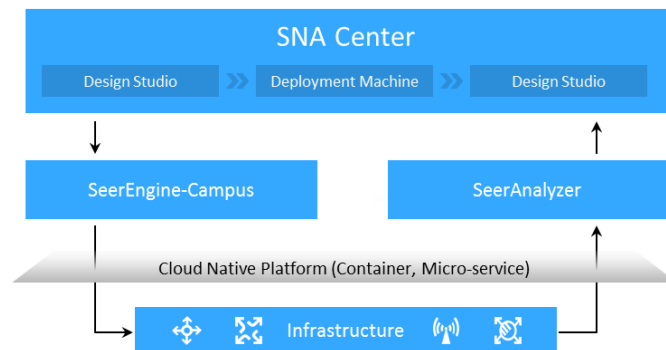 SNA Center
Design Studio
Deployment Machine
Design Studio
SeerEngine-Campus
SeerAnalyzer
Cloud Native Platform (Container, Micro-service)
Infrastructure